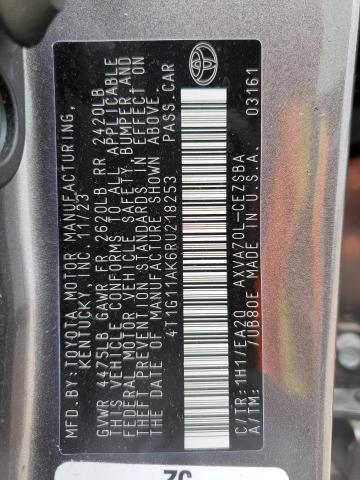 MFD.BY: TOYOTA MOTOR MANUFACTURING,
KENTUCKY, INC. 11/23
GVWR 4475LB GAWR FR 2620LB RR 2420LB
THIS VEHICLE CONFORMS TO ALL APPLICABLE
FEDERAL MOTOR VEHICLE SAFETY, BUMPER, AND
THEFT PREVENTION STANDARDS IN EFFECT ON
THE DATE OF MANUFACTURE SHOWN ABOVE.
4T1G11AK6RU218253 PASS.CAR
TOYOTA
03161
C/TR: 1H1/EA20 AXVA70L-CEZSBA
A/TM: -/UB80E MADE IN U.S.A.